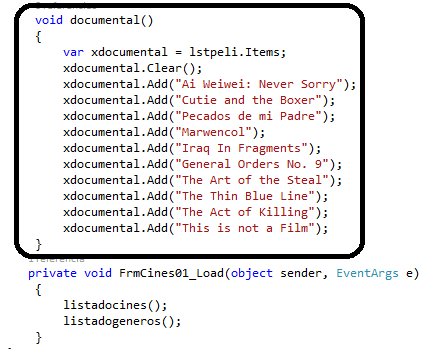 void documental()
{
var xdocumental = lstpeli.Items;
xdocumental.Clear();
xdocumental.Add("Ai Weiwei: Never Sorry");
xdocumental.Add("Cutie and the Boxer");
xdocumental.Add("Pecados de mi Padre");
xdocumental.Add("Marwencol");
xdocumental.Add("Iraq In Fragments");
xdocumental.Add("General Orders No. 9");
xdocumental.Add("The Art of the Steal");
xdocumental.Add("The Thin Blue Line");
xdocumental.Add("The Act of Killing");
xdocumental.Add("This is not a Film");
}
1 referencia
private void FrmCines01_Load(object sender, EventArgs e)
{
listadocines();
listadogeneros();
}